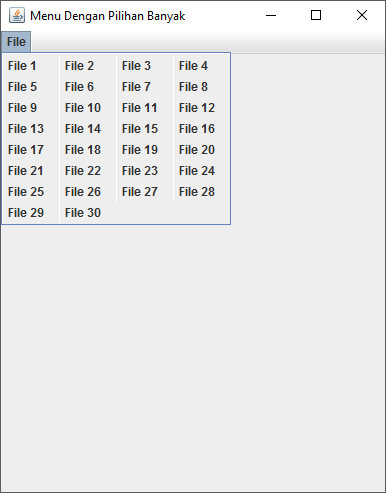 Menu Dengan Pilihan Banyak
File
File 1 File 2 File 3 File 4
File 5 File 6 File 7 File 8
File 9 File 10 File 11 File 12
File 13 File 14 File 15 File 16
File 17 File 18 File 19 File 20
File 21 File 22 File 23 File 24
File 25 File 26 File 27 File 28
File 29 File 30